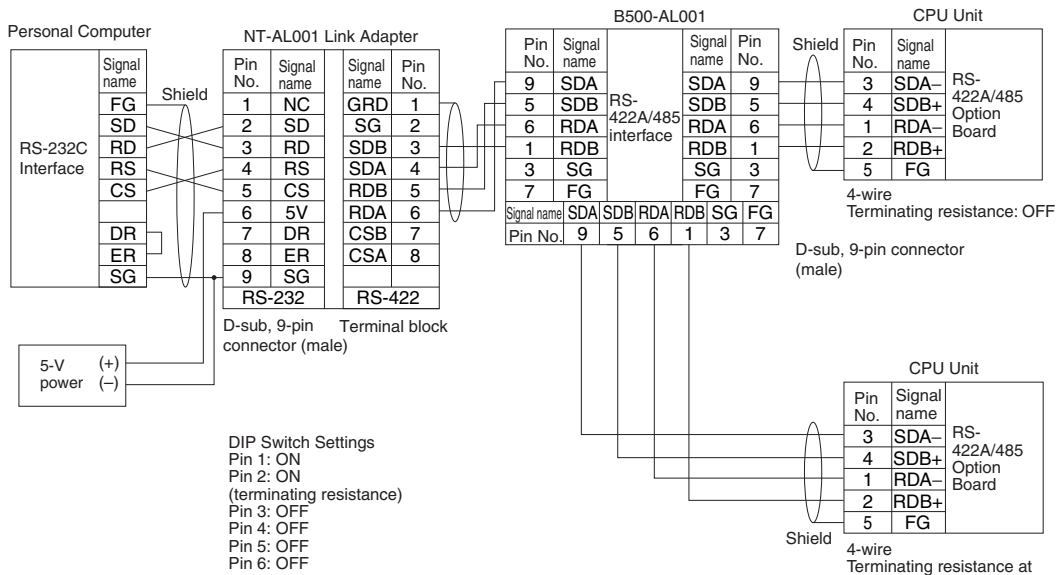 Personal Computer
Signal name
FG
SD
RD
RS
CS
DR
ER
SG
RS-232C Interface
Shield
5-V power (+) (–)
NT-AL001 Link Adapter
Pin No. Signal name Signal name Pin No.
1 NC GRD 1
2 SD SG 2
3 RD SDB 3
4 RS SDA 4
5 CS RDB 5
6 5V RDA 6
7 DR CSB 7
8 ER CSA 8
9 SG
RS-232 RS-422
D-sub, 9-pin connector (male)
Terminal block
DIP Switch Settings
Pin 1: ON
Pin 2: ON
(terminating resistance)
Pin 3: OFF
Pin 4: OFF
Pin 5: OFF
Pin 6: OFF
B500-AL001
Pin No. Signal name Signal name Pin No.
9 SDA SDA 9
5 SDB SDB 5
6 RDA RDA 6
1 RDB RDB 1
3 SG SG 3
7 FG FG 7
RS-422A/485 interface
Signal name SDA SDB RDA RDB SG FG
Pin No. 9 5 6 1 3 7
Shield
CPU Unit
Pin No. Signal name
3 SDA–
4 SDB+
1 RDA–
2 RDB+
5 FG
RS-422A/485 Option Board
4-wire
Terminating resistance: OFF
D-sub, 9-pin connector
(male)
CPU Unit
Pin No. Signal name
3 SDA–
4 SDB+
1 RDA–
2 RDB+
5 FG
RS-422A/485 Option Board
Shield
4-wire
Terminating resistance at